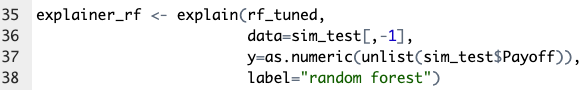 35 explainer_rf <- explain(rf_tuned,
36                         data=sim_test[,-1],
37                         y=as.numeric(unlist(sim_test$Payoff)),
38                         label="random forest")